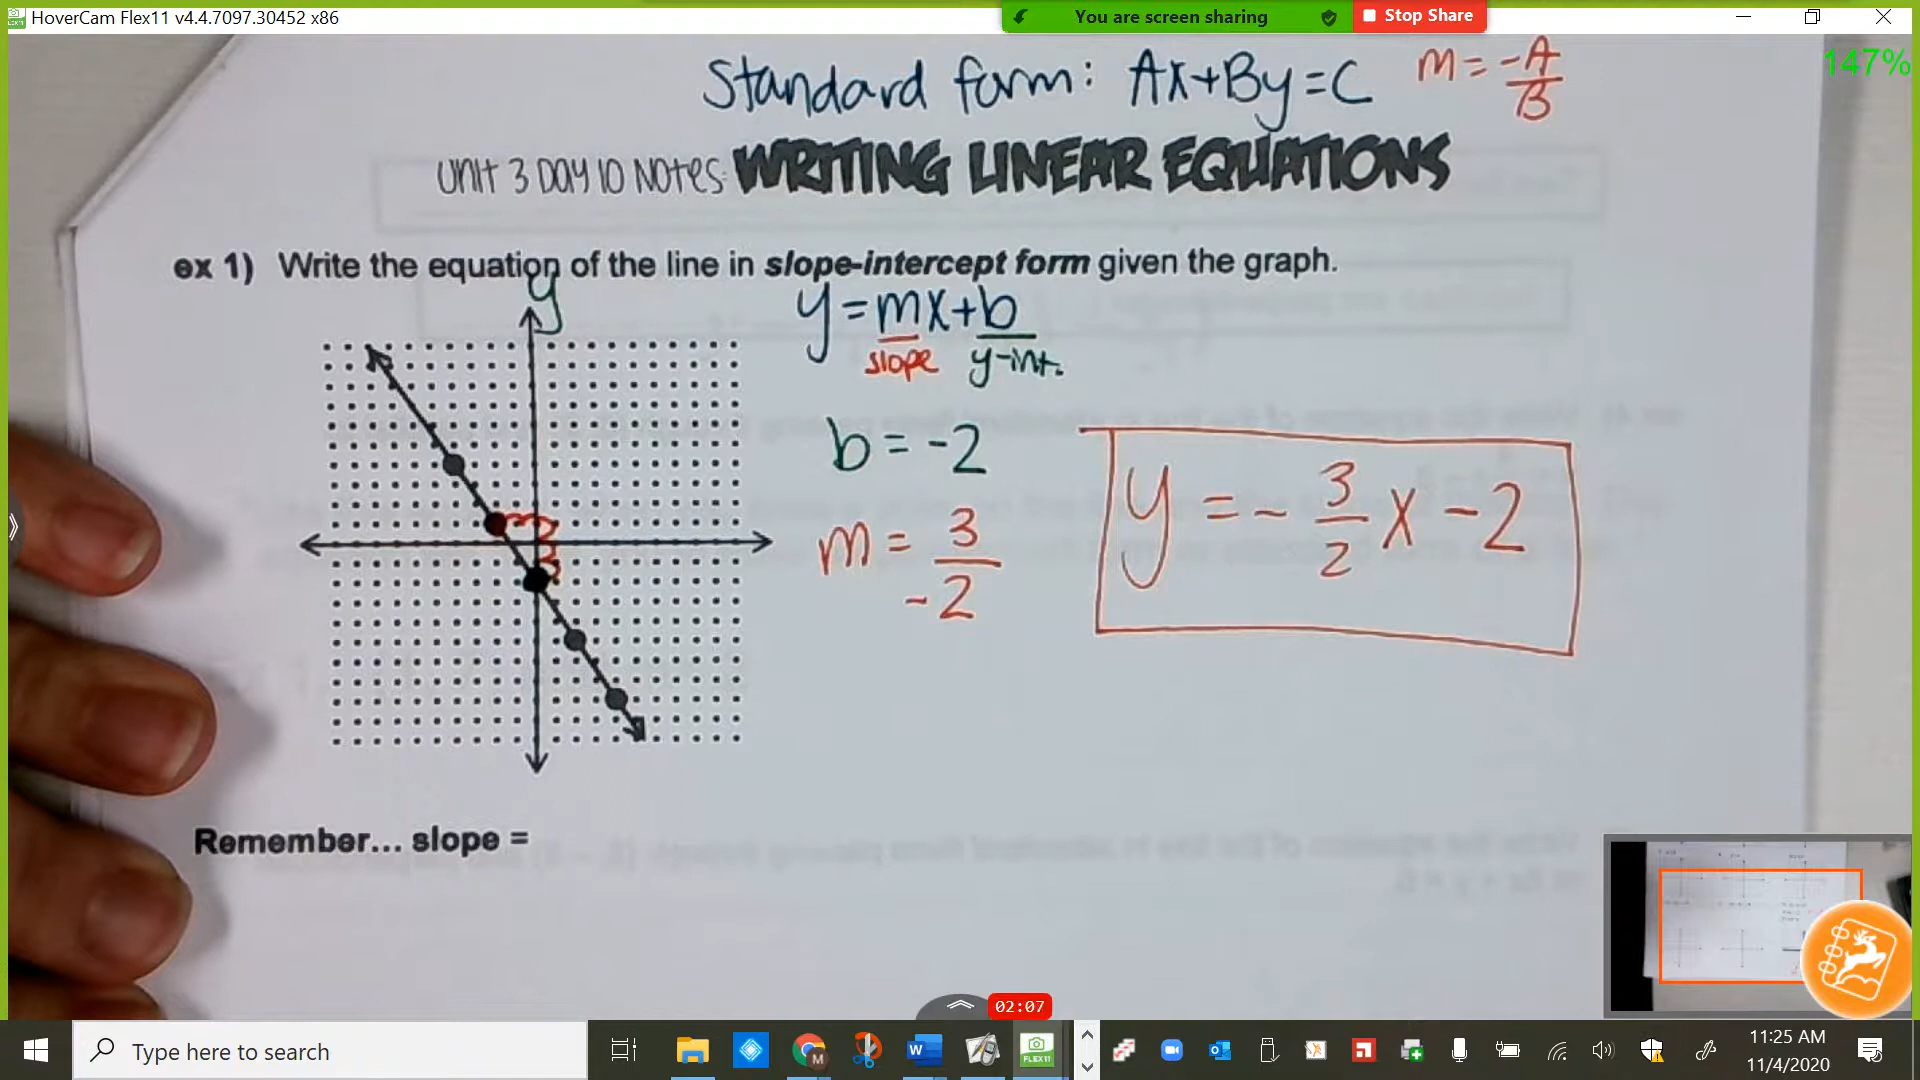 HoverCam Flex11 v4.4.7097.30452 x86
You are screen sharing
Stop Share
147%
Standard form: Ax+By=C m=-A/B
Unit 3 Day 10 Notes: WRITING LINEAR EQUATIONS
ex 1) Write the equation of the line in slope-intercept form given the graph.
y
y=mx+b
slope y-int.
b = -2
m = 3/-2
y = - 3/2 x - 2
Remember... slope =
02:07
Type here to search
FLEX11
11:25 AM
11/4/2020